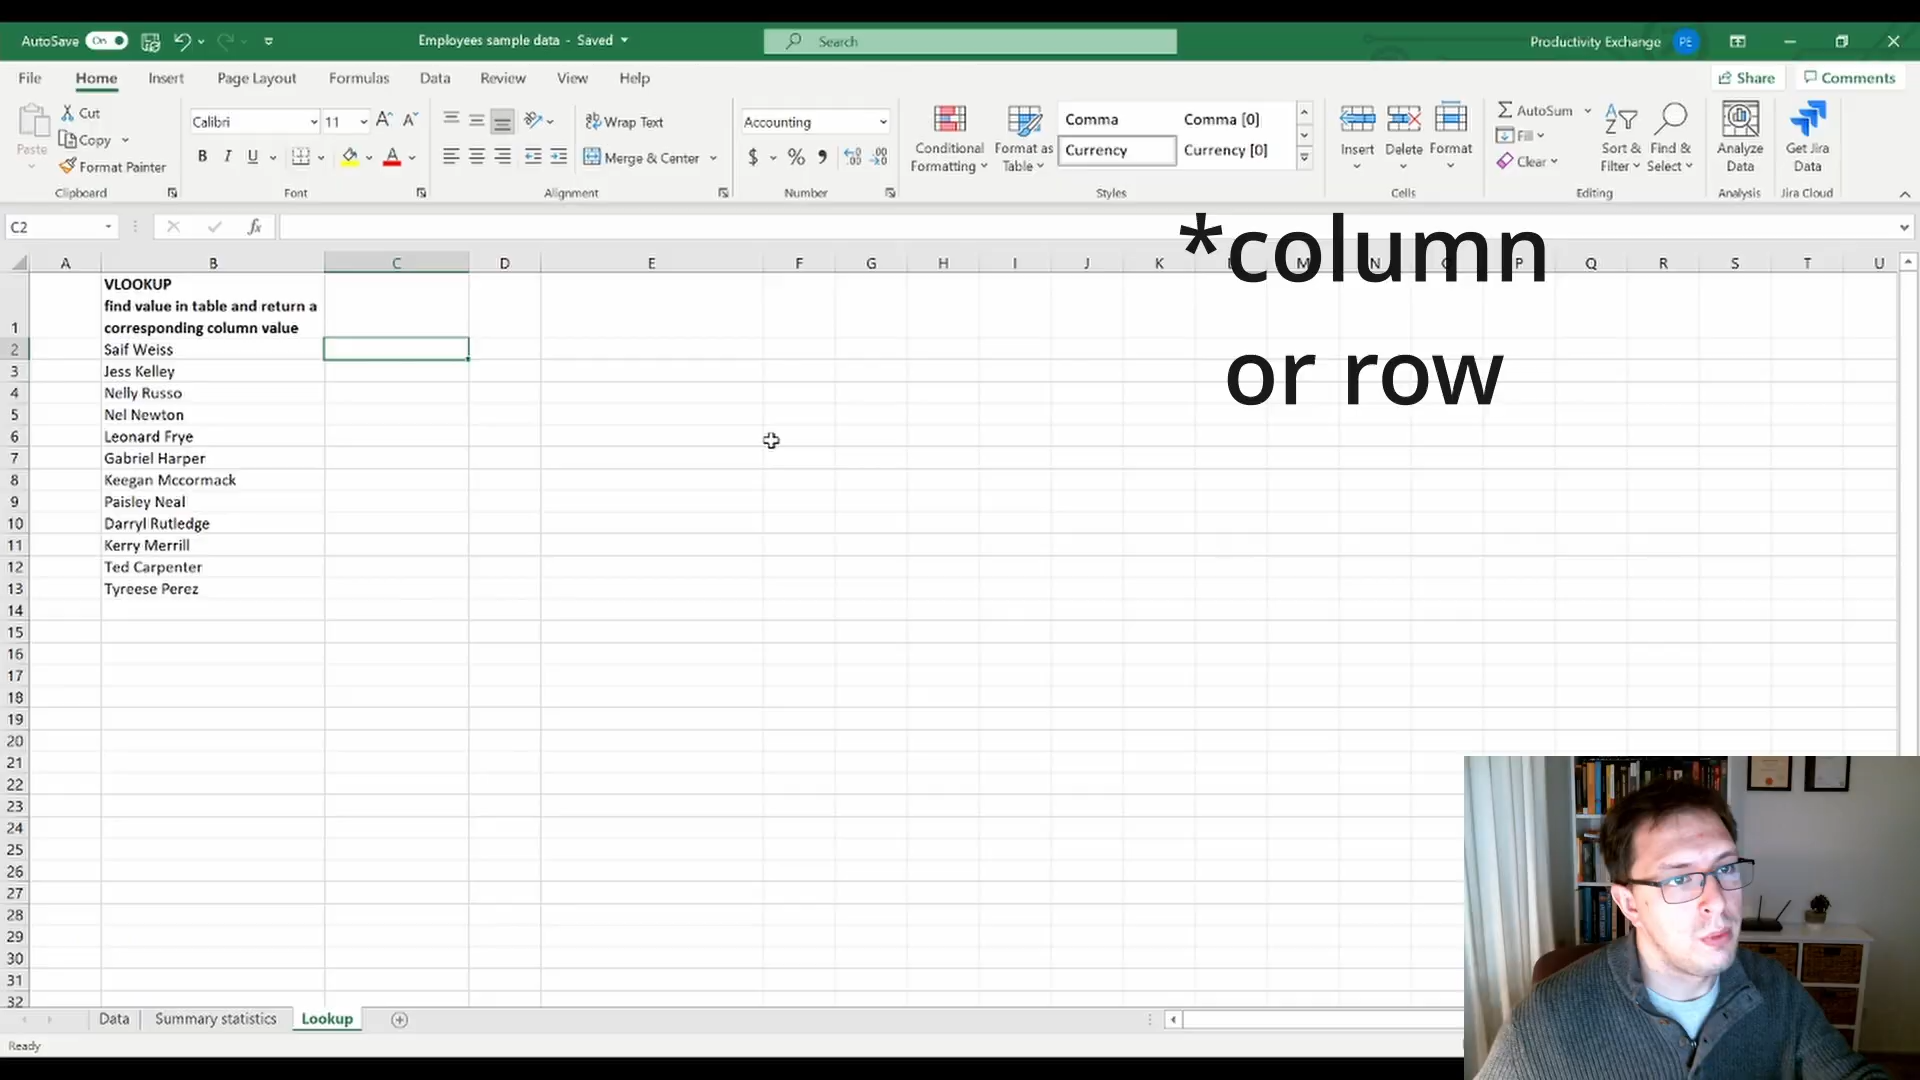 AutoSave On Employees sample data - Saved Search Productivity Exchange PE
File Home Insert Page Layout Formulas Data Review View Help Share Comments
Paste Cut Copy Format Painter Clipboard
Calibri 11 A A B I U A Font
Wrap Text Merge & Center Alignment
Accounting $ % Number
Conditional Formatting Format as Table Comma Comma [0] Currency Currency [0] Styles
Insert Delete Format Cells
AutoSum Fill Clear Sort & Filter Find & Select Editing
Analyze Data Analysis
Get Jira Data Jira Cloud
C2 fx
*column
or row
A B C D E F G H I J K M N P Q R S T U
VLOOKUP
find value in table and return a
1 corresponding column value
2 Saif Weiss
3 Jess Kelley
4 Nelly Russo
5 Nel Newton
6 Leonard Frye
7 Gabriel Harper
8 Keegan Mccormack
9 Paisley Neal
10 Darryl Rutledge
11 Kerry Merrill
12 Ted Carpenter
13 Tyreese Perez
14
15
16
17
18
19
20
21
22
23
24
25
26
27
28
29
30
31
32
Data Summary statistics Lookup
Ready